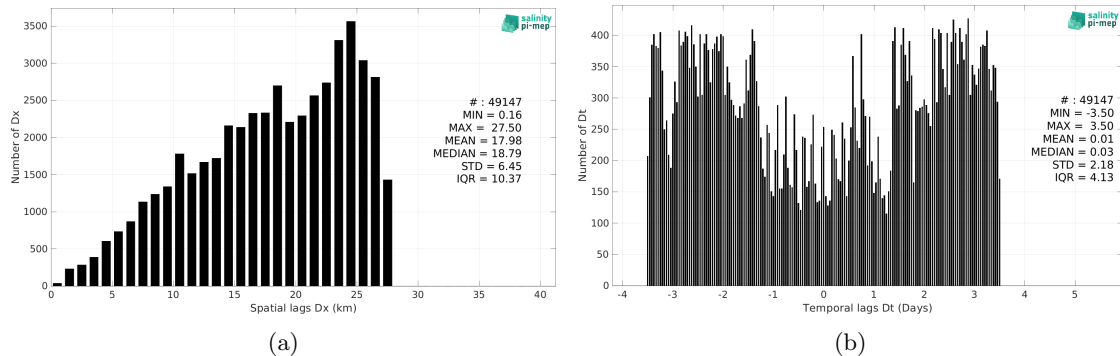 3500
3000
2500
2000
1500
1000
500
0
Number of Dx
0 5 10 15 20 25 30 35 40
Spatial lags Dx (km)
salinity
pi-mep
# : 49147
MIN = 0.16
MAX = 27.50
MEAN = 17.98
MEDIAN = 18.79
STD = 6.45
IQR = 10.37
(a)
400
350
300
250
200
150
100
50
0
Number of Dt
-4 -3 -2 -1 0 1 2 3 4 5
Temporal lags Dt (Days)
salinity
pi-mep
# : 49147
MIN = -3.50
MAX = 3.50
MEAN = 0.01
MEDIAN = 0.03
STD = 2.18
IQR = 4.13
(b)